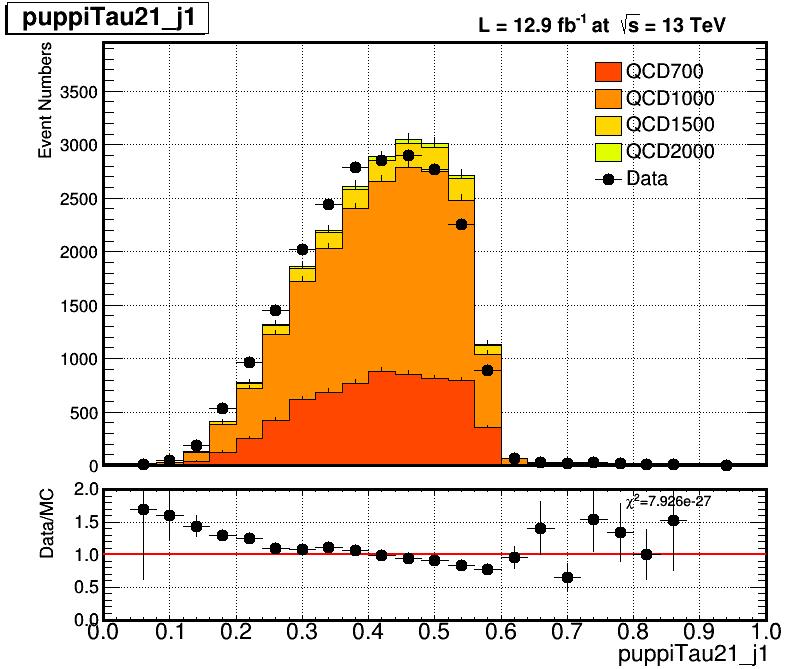 puppiTau21_j1
L = 12.9 fb⁻¹ at √s = 13 TeV
Event Numbers
3500
3000
2500
2000
1500
1000
500
0
QCD700
QCD1000
QCD1500
QCD2000
Data
Data/MC
2.0
1.5
1.0
0.5
0.0
χ²=7.926e-27
0.0 0.1 0.2 0.3 0.4 0.5 0.6 0.7 0.8 0.9 1.0
puppiTau21_j1